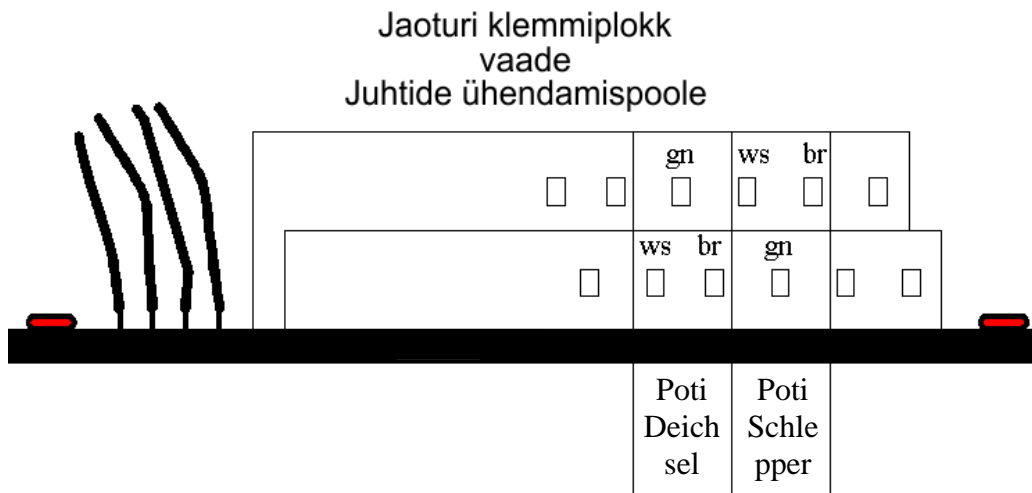 Jaoturi klemmiplokk
vaade
Juhtide ühendamispoole
gn ws br
ws br gn
Poti
Deich
sel
Poti
Schle
pper